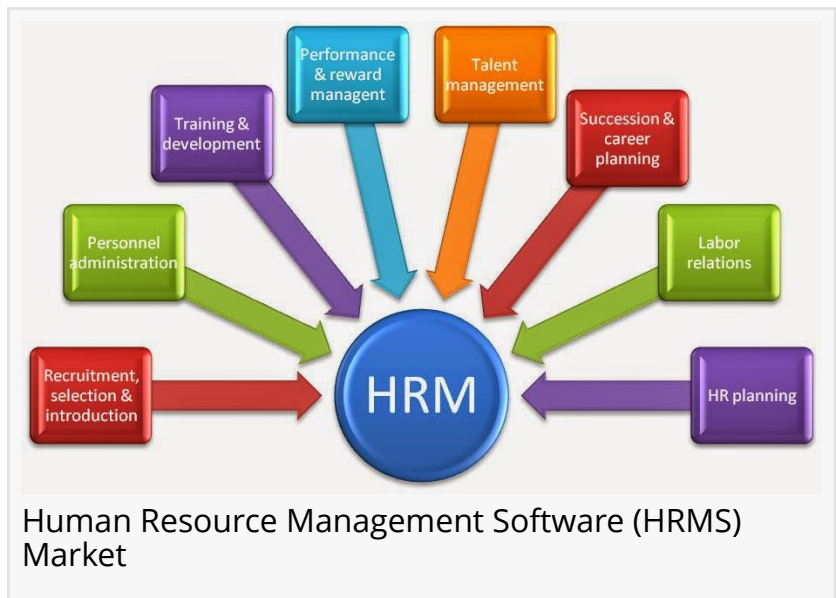 Performance
& reward
managent
Talent
management
Training &
development
Succession &
career
planning
Personnel
administration
Labor
relations
Recruitment,
selection &
introduction
HRM
HR planning
Human Resource Management Software (HRMS)
Market